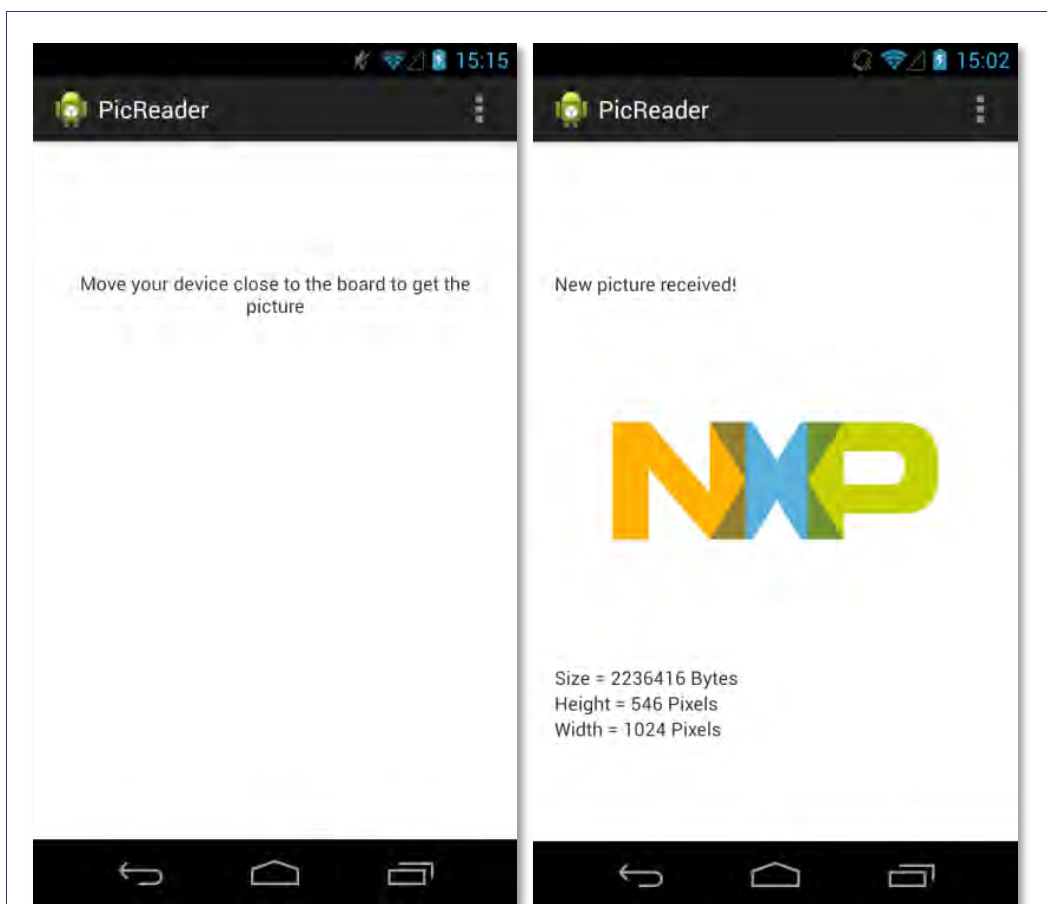 15:15
PicReader
Move your device close to the board to get the
picture
15:02
PicReader
New picture received!
NXP
Size = 2236416 Bytes
Height = 546 Pixels
Width = 1024 Pixels